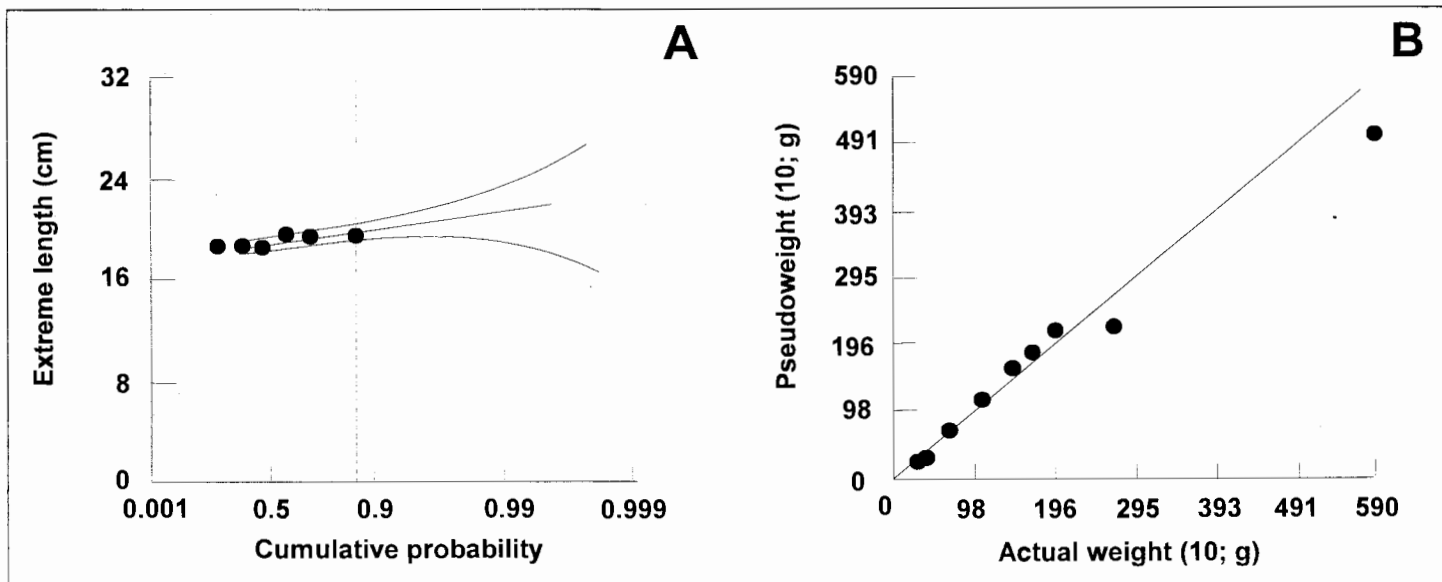 A
32
24
16
8
0
0.001 0.5 0.9 0.99 0.999
Extreme length (cm)
Cumulative probability
B
590
491
393
295
196
98
0
0 98 196 295 393 491 590
Pseudoweight (10; g)
Actual weight (10; g)